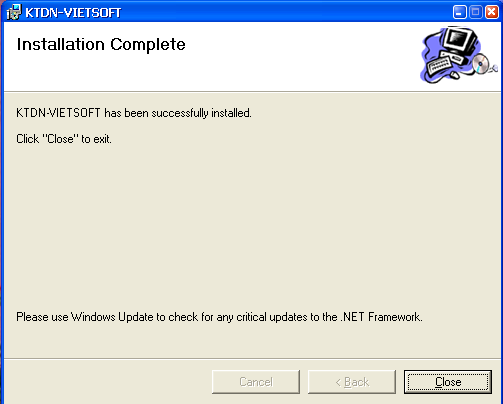 KTDN-VIETSOFT
Installation Complete
KTDN-VIETSOFT has been successfully installed.
Click "Close" to exit.
Please use Windows Update to check for any critical updates to the .NET Framework.
Cancel
< Back
Close